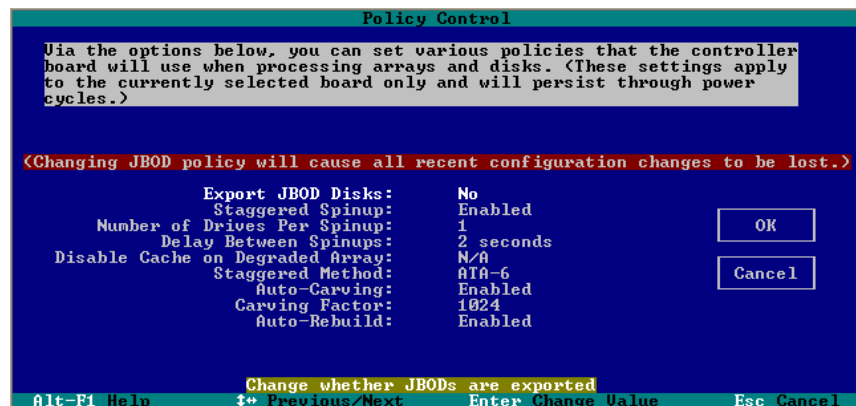 Policy Control
Via the options below, you can set various policies that the controller
board will use when processing arrays and disks. (These settings apply
to the currently selected board only and will persist through power
cycles.)
(Changing JBOD policy will cause all recent configuration changes to be lost.)
Export JBOD Disks: No
Staggered Spinup: Enabled
Number of Drives Per Spinup: 1
Delay Between Spinups: 2 seconds
Disable Cache on Degraded Array: N/A
Staggered Method: ATA-6
Auto-Carving: Enabled
Carving Factor: 1024
Auto-Rebuild: Enabled
OK
Cancel
Change whether JBODs are exported
Alt-F1 Help ↕↔ Previous/Next Enter Change Value Esc Cancel